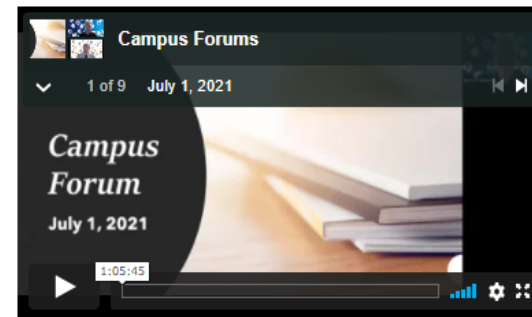 Campus Forums
1 of 9 July 1, 2021
Campus
Forum
July 1, 2021
1:05:45